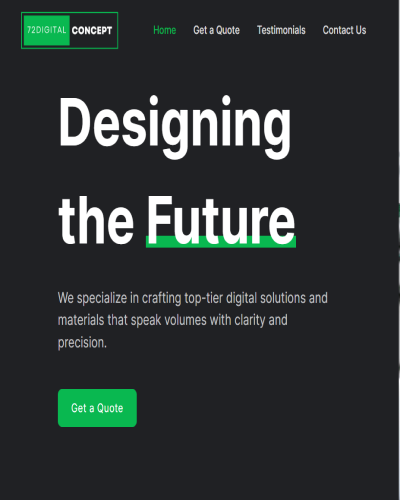 72DIGITAL CONCEPT
Home Get a Quote Testimonials Contact Us
Designing
the Future
We specialize in crafting top-tier digital solutions and
materials that speak volumes with clarity and
precision.
Get a Quote